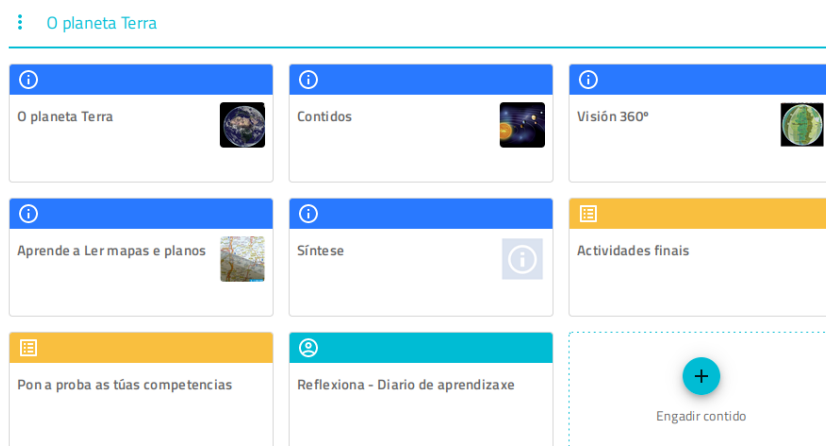 O planeta Terra
O planeta Terra
Contidos
Visión 360º
Aprende a Ler mapas e planos
Síntese
Actividades finais
Pon a proba as túas competencias
Reflexiona - Diario de aprendizaxe
Engadir contido